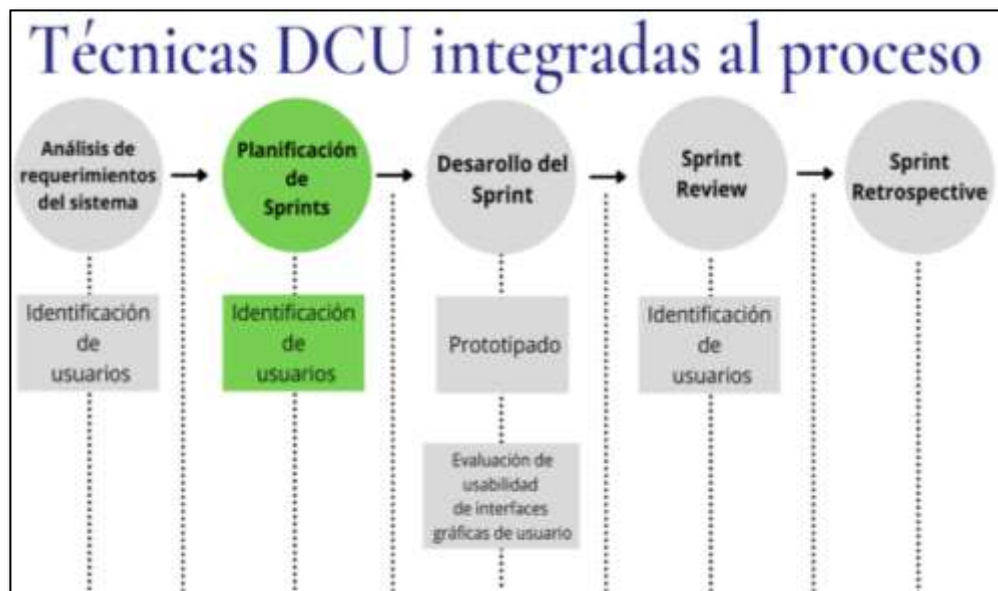 Técnicas DCU integradas al proceso
Análisis de
requerimientos
del sistema
Planificación
de
Sprints
Desarollo del
Sprint
Sprint
Review
Sprint
Retrospective
Identificación
de
usuarios
Identificación
de
usuarios
Prototipado
Identificación
de
usuarios
Evaluación de
usabilidad
de interfaces
gráficas de usuario